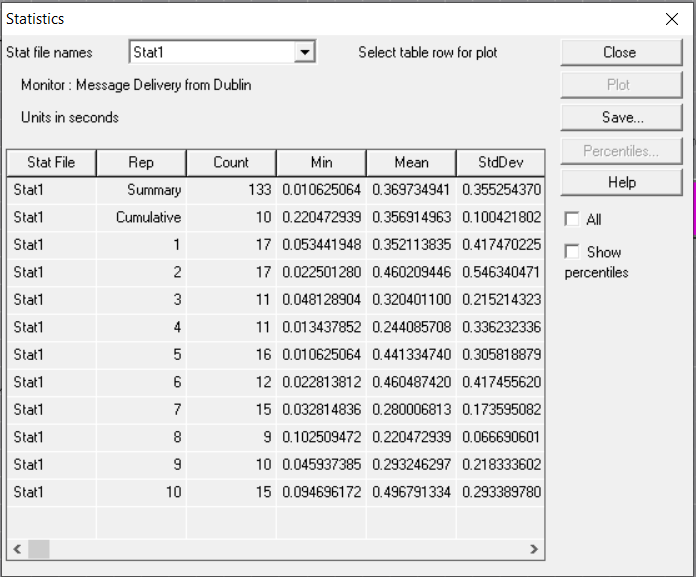 Statistics
Stat file names Stat1 Select table row for plot Close
Monitor : Message Delivery from Dublin Plot
Units in seconds Save...
Percentiles...
Stat File Rep Count Min Mean StdDev
Help
Stat1 Summary 133 0.010625064 0.369734941 0.355254370
Stat1 Cumulative 10 0.220472939 0.356914963 0.100421802
All
Stat1 1 17 0.053441948 0.352113835 0.417470225
Show
percentiles
Stat1 2 17 0.022501280 0.460209446 0.546340471
Stat1 3 11 0.048128904 0.320401100 0.215214323
Stat1 4 11 0.013437852 0.244085708 0.336232336
Stat1 5 16 0.010625064 0.441334740 0.305818879
Stat1 6 12 0.022813812 0.460487420 0.417455620
Stat1 7 15 0.032814836 0.280006813 0.173595082
Stat1 8 9 0.102509472 0.220472939 0.066690601
Stat1 9 10 0.045937385 0.293246297 0.218333602
Stat1 10 15 0.094696172 0.496791334 0.293389780